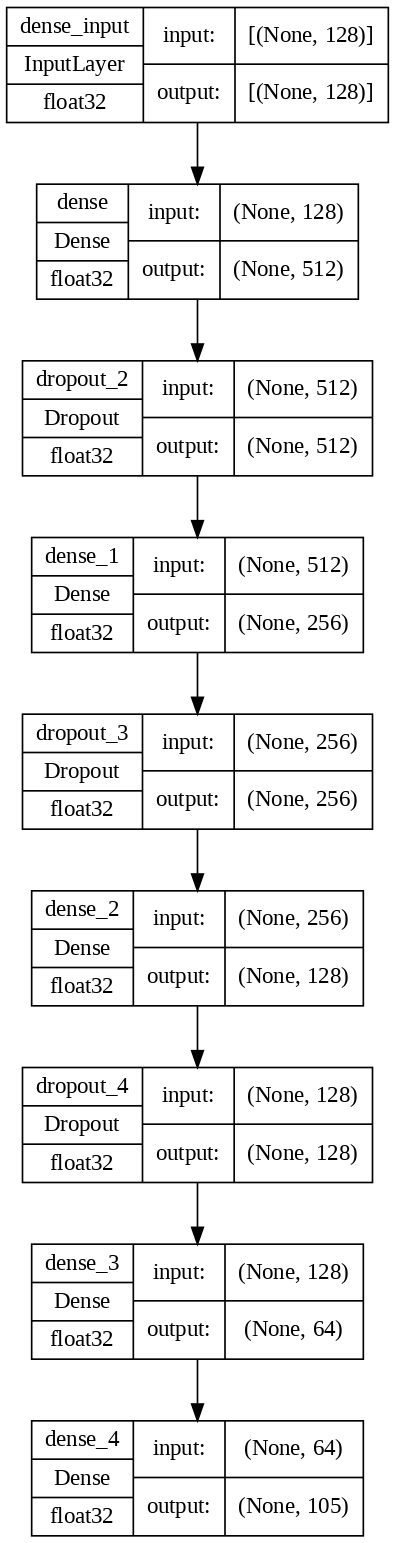 dense_input
InputLayer
float32
input:
[(None, 128)]
output:
[(None, 128)]
dense
Dense
float32
input:
(None, 128)
output:
(None, 512)
dropout_2
Dropout
float32
input:
(None, 512)
output:
(None, 512)
dense_1
Dense
float32
input:
(None, 512)
output:
(None, 256)
dropout_3
Dropout
float32
input:
(None, 256)
output:
(None, 256)
dense_2
Dense
float32
input:
(None, 256)
output:
(None, 128)
dropout_4
Dropout
float32
input:
(None, 128)
output:
(None, 128)
dense_3
Dense
float32
input:
(None, 128)
output:
(None, 64)
dense_4
Dense
float32
input:
(None, 64)
output:
(None, 105)